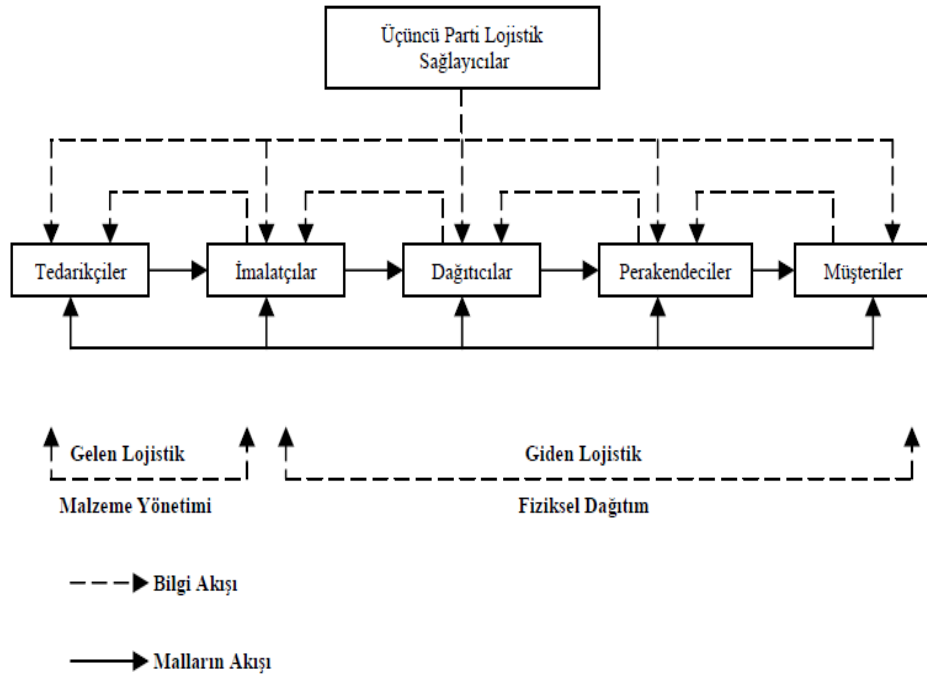 Üçüncü Parti Lojistik
Sağlayıcılar
Tedarikçiler
İmalatçılar
Dağıtıcılar
Perakendeciler
Müşteriler
Gelen Lojistik
Giden Lojistik
Malzeme Yönetimi
Fiziksel Dağıtım
Bilgi Akışı
Malların Akışı